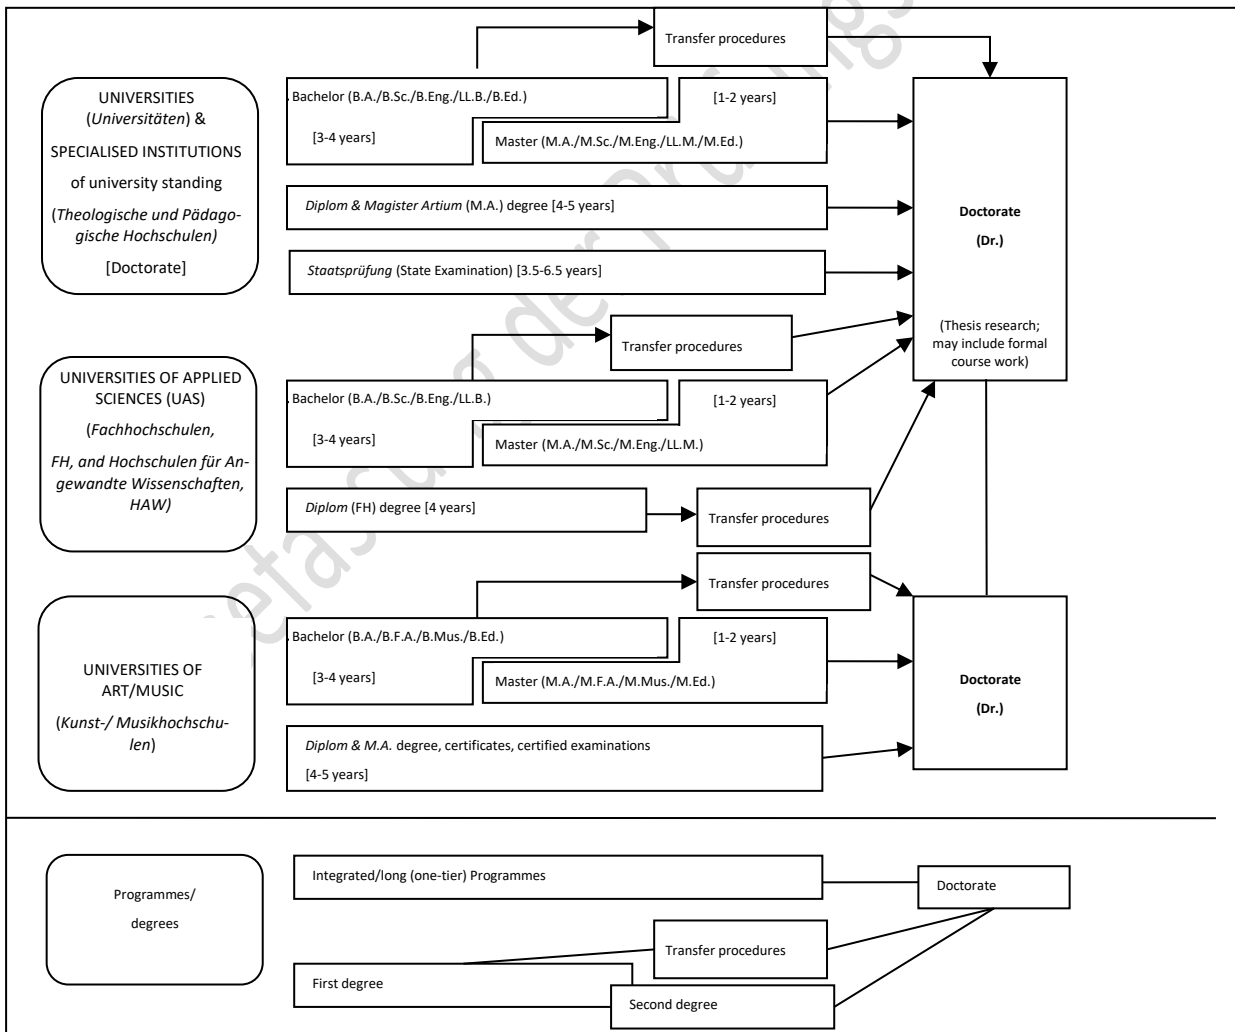 Transfer procedures
UNIVERSITIES
(Universitäten) &
SPECIALISED INSTITUTIONS
of university standing
(Theologische und Pädago-
gische Hochschulen)
[Doctorate]
. Bachelor (B.A./B.Sc./B.Eng./LL.B./B.Ed.)
[3-4 years]
[1-2 years]
Master (M.A./M.Sc./M.Eng./LL.M./M.Ed.)
Diplom & Magister Artium (M.A.) degree [4-5 years]
Staatsprüfung (State Examination) [3.5-6.5 years]
Doctorate
(Dr.)
(Thesis research;
may include formal
course work)
Transfer procedures
UNIVERSITIES OF APPLIED
SCIENCES (UAS)
(Fachhochschulen,
FH, and Hochschulen für An-
gewandte Wissenschaften,
HAW)
. Bachelor (B.A./B.Sc./B.Eng./LL.B.)
[3-4 years]
[1-2 years]
Master (M.A./M.Sc./M.Eng./LL.M.)
Diplom (FH) degree [4 years]
Transfer procedures
Transfer procedures
UNIVERSITIES OF
ART/MUSIC
(Kunst-/ Musikhochschu-
len)
. Bachelor (B.A./B.F.A./B.Mus./B.Ed.)
[3-4 years]
[1-2 years]
Master (M.A./M.F.A./M.Mus./M.Ed.)
Diplom & M.A. degree, certificates, certified examinations
[4-5 years]
Doctorate
(Dr.)
Programmes/
degrees
Integrated/long (one-tier) Programmes
Doctorate
Transfer procedures
First degree
Second degree